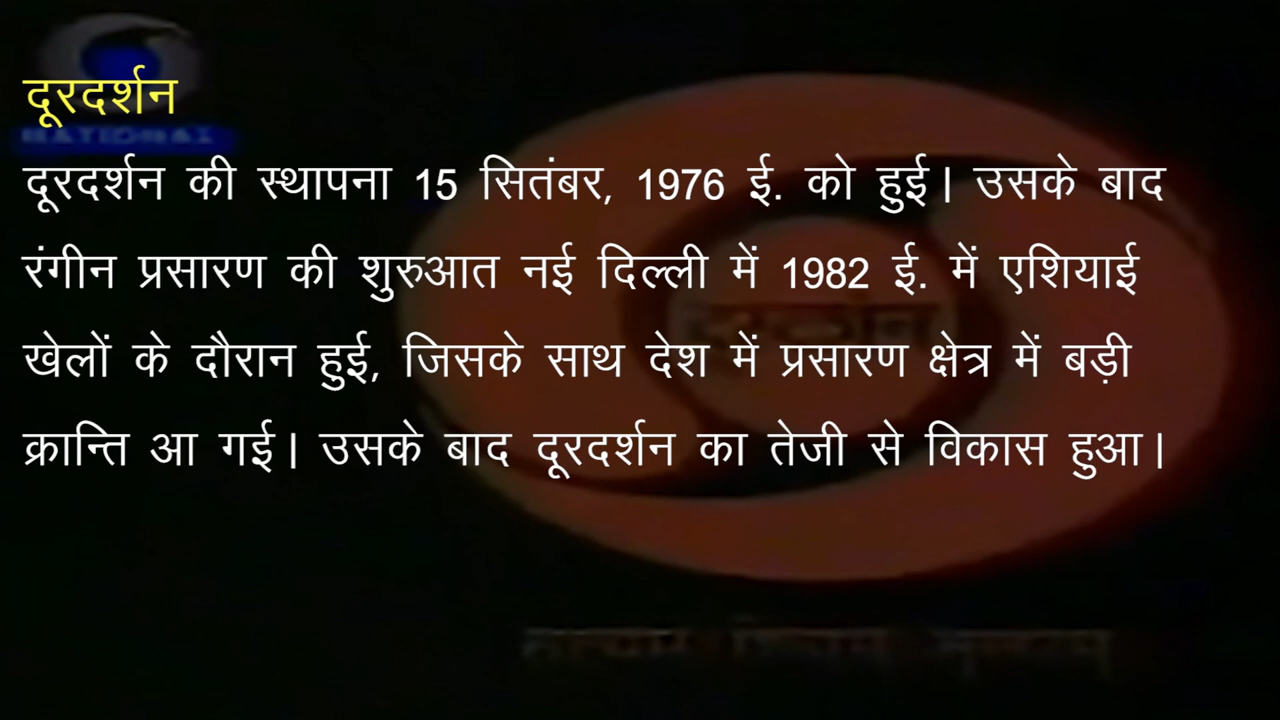 दूरदर्शन
NATIONAL
दूरदर्शन की स्थापना 15 सितंबर, 1976 ई. को हुई। उसके बाद
रंगीन प्रसारण की शुरुआत नई दिल्ली में 1982 ई. में एशियाई
खेलों के दौरान हुई, जिसके साथ देश में प्रसारण क्षेत्र में बड़ी
क्रान्ति आ गई। उसके बाद दूरदर्शन का तेजी से विकास हुआ।